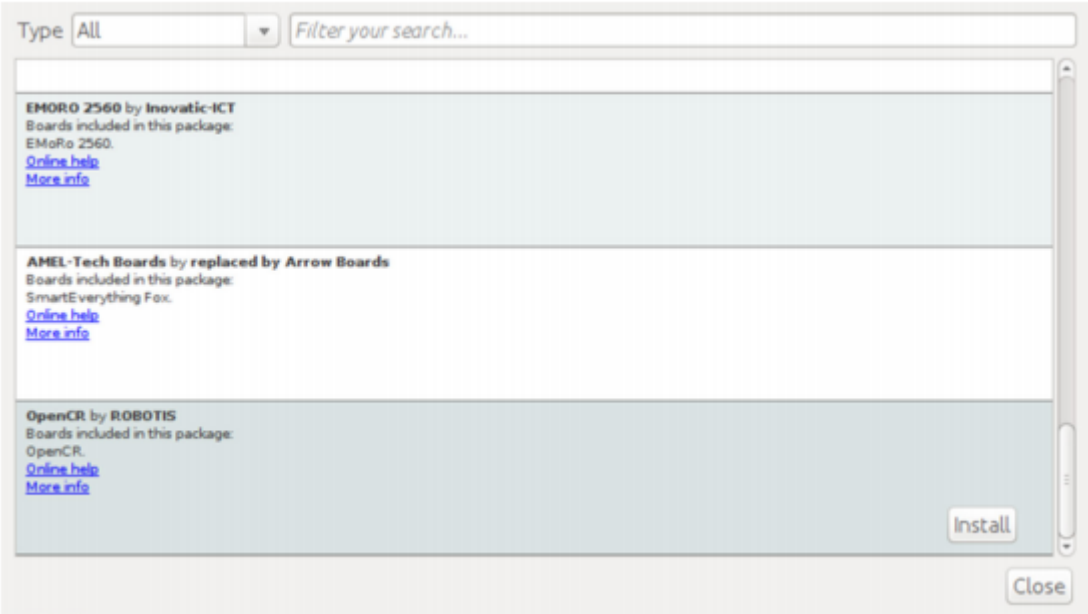 Type All Filter your search...
EMORO 2560 by Inovatic-ICT
Boards included in this package:
EMoRo 2560.
Online help
More info
AMEL-Tech Boards by replaced by Arrow Boards
Boards included in this package:
SmartEverything Fox.
Online help
More info
OpenCR by ROBOTIS
Boards included in this package:
OpenCR.
Online help
More info
Install
Close